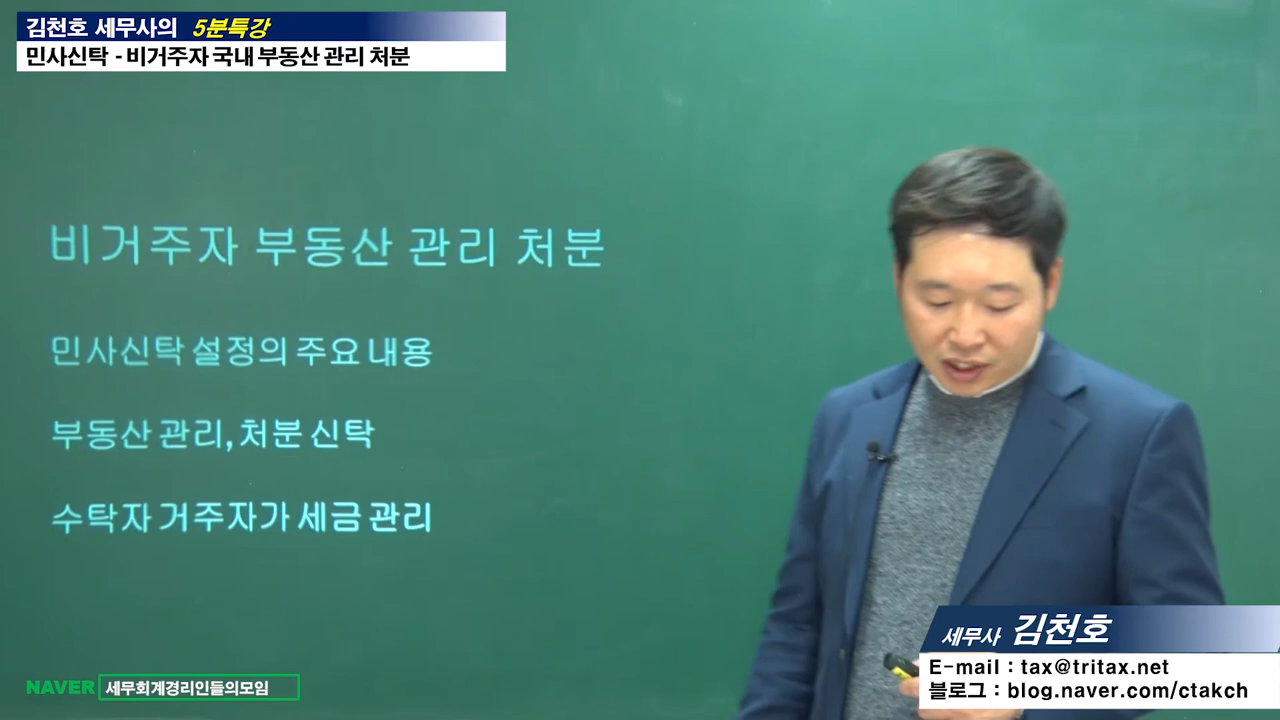 김천호 세무사의 5분특강
민사신탁 - 비거주자 국내 부동산 관리 처분
비거주자 부동산 관리 처분
민사신탁 설정의 주요 내용
부동산 관리, 처분 신탁
수탁자 거주자가 세금 관리
세무사 김천호
E-mail : tax@tritax.net
블로그 : blog.naver.com/ctakch
NAVER 세무회계경리인들의모임